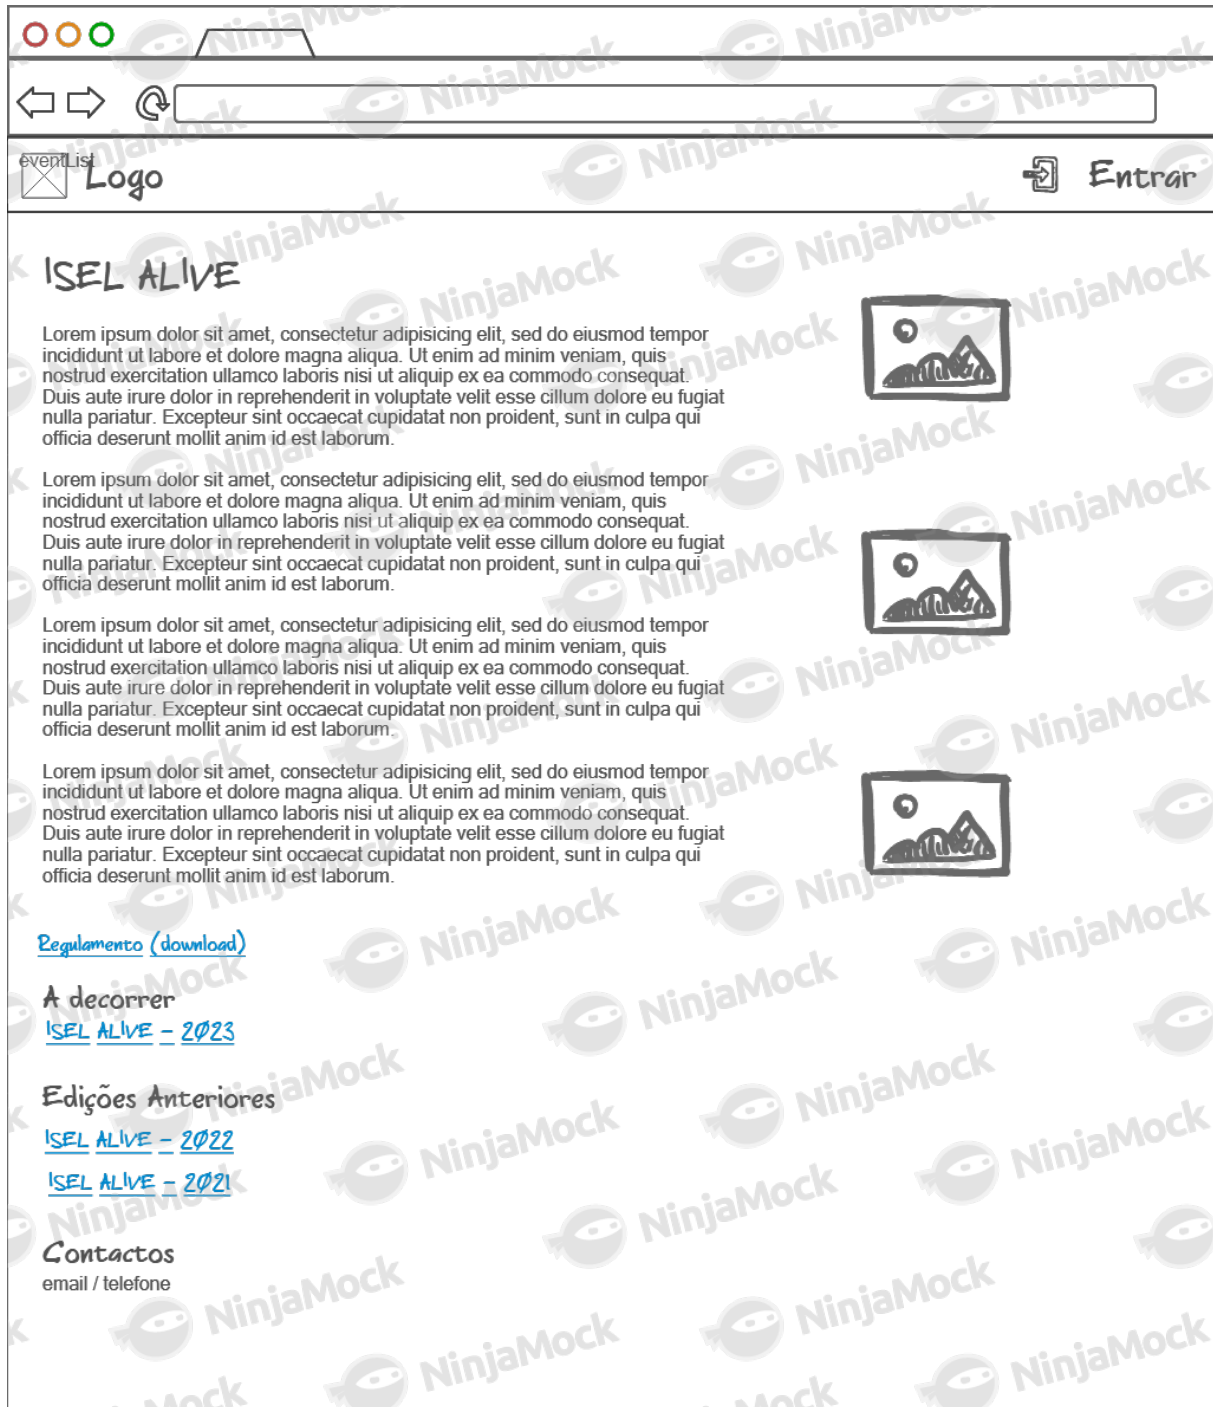 eventList
Logo
Entrar
ISEL ALIVE
Lorem ipsum dolor sit amet, consectetur adipisicing elit, sed do eiusmod tempor
incididunt ut labore et dolore magna aliqua. Ut enim ad minim veniam, quis
nostrud exercitation ullamco laboris nisi ut aliquip ex ea commodo consequat.
Duis aute irure dolor in reprehenderit in voluptate velit esse cillum dolore eu fugiat
nulla pariatur. Excepteur sint occaecat cupidatat non proident, sunt in culpa qui
officia deserunt mollit anim id est laborum.
Lorem ipsum dolor sit amet, consectetur adipisicing elit, sed do eiusmod tempor
incididunt ut labore et dolore magna aliqua. Ut enim ad minim veniam, quis
nostrud exercitation ullamco laboris nisi ut aliquip ex ea commodo consequat.
Duis aute irure dolor in reprehenderit in voluptate velit esse cillum dolore eu fugiat
nulla pariatur. Excepteur sint occaecat cupidatat non proident, sunt in culpa qui
officia deserunt mollit anim id est laborum.
Lorem ipsum dolor sit amet, consectetur adipisicing elit, sed do eiusmod tempor
incididunt ut labore et dolore magna aliqua. Ut enim ad minim veniam, quis
nostrud exercitation ullamco laboris nisi ut aliquip ex ea commodo consequat.
Duis aute irure dolor in reprehenderit in voluptate velit esse cillum dolore eu fugiat
nulla pariatur. Excepteur sint occaecat cupidatat non proident, sunt in culpa qui
officia deserunt mollit anim id est laborum.
Lorem ipsum dolor sit amet, consectetur adipisicing elit, sed do eiusmod tempor
incididunt ut labore et dolore magna aliqua. Ut enim ad minim veniam, quis
nostrud exercitation ullamco laboris nisi ut aliquip ex ea commodo consequat.
Duis aute irure dolor in reprehenderit in voluptate velit esse cillum dolore eu fugiat
nulla pariatur. Excepteur sint occaecat cupidatat non proident, sunt in culpa qui
officia deserunt mollit anim id est laborum.
Regulamento (download)
A decorrer
ISEL ALIVE - 2023
Edições Anteriores
ISEL ALIVE - 2022
ISEL ALIVE - 2021
Contactos
email / telefone
NinjaMock